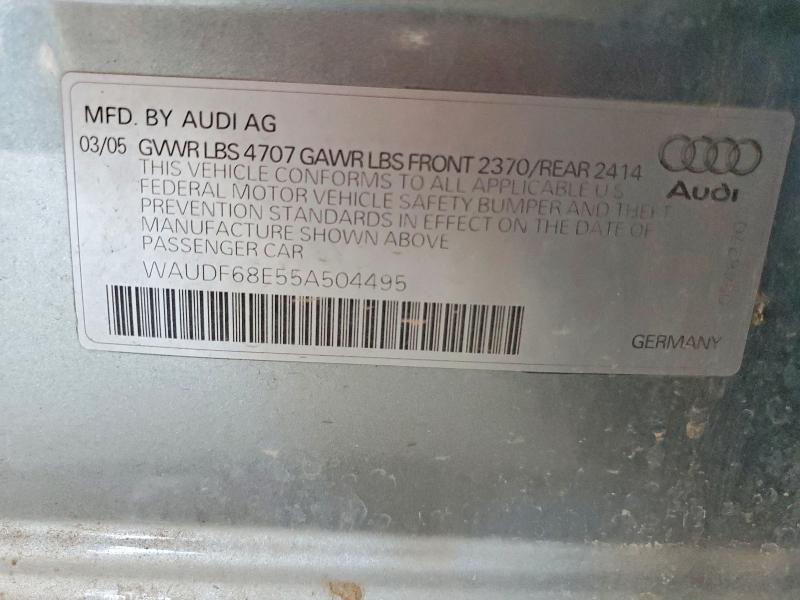 MFD. BY AUDI AG
03/05 GVWR LBS 4707 GAWR LBS FRONT 2370/REAR 2414
THIS VEHICLE CONFORMS TO ALL APPLICABLE U S
FEDERAL MOTOR VEHICLE SAFETY BUMPER AND THEFT
PREVENTION STANDARDS IN EFFECT ON THE DATE OF
MANUFACTURE SHOWN ABOVE
PASSENGER CAR
WAUDF68E55A504495
Audi
GERMANY